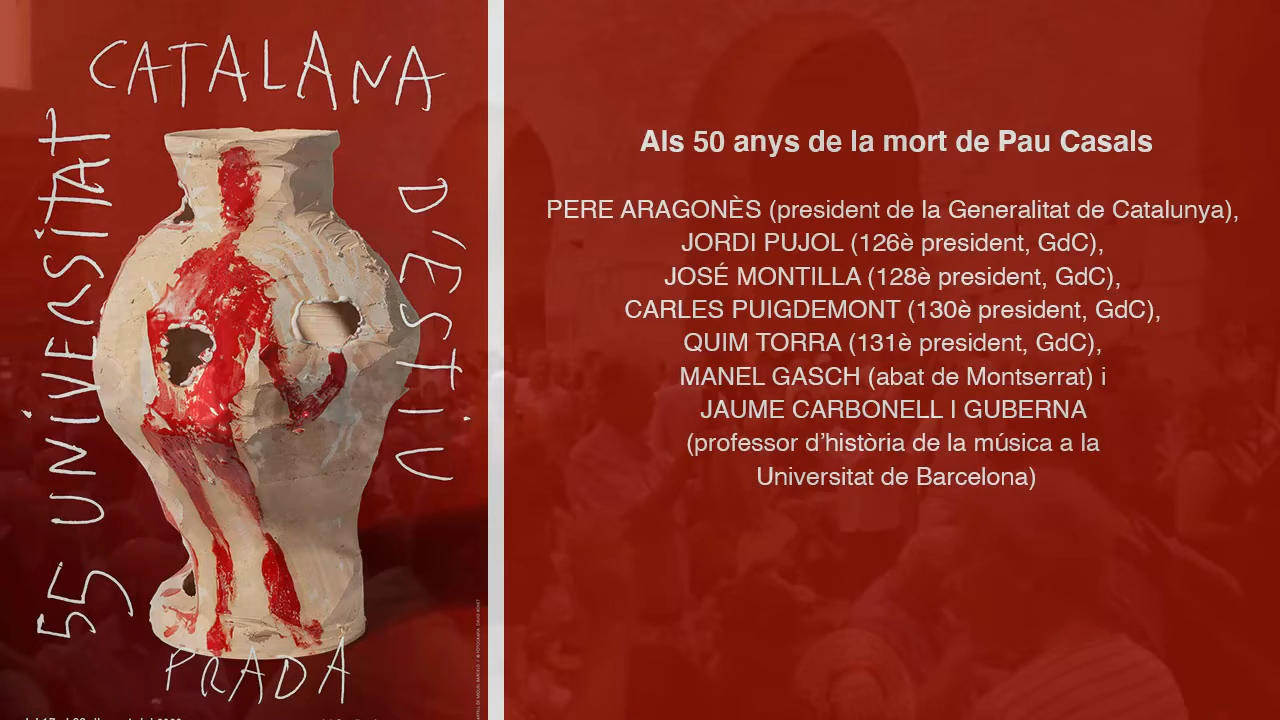 CATALANA
55 UNIVERSITAT
D'ESTIU
PRADA
Als 50 anys de la mort de Pau Casals
PERE ARAGONÈS (president de la Generalitat de Catalunya),
JORDI PUJOL (126è president, GdC),
JOSÉ MONTILLA (128è president, GdC),
CARLES PUIGDEMONT (130è president, GdC),
QUIM TORRA (131è president, GdC),
MANEL GASCH (abat de Montserrat) i
JAUME CARBONELL I GUBERNA
(professor d’història de la música a la
Universitat de Barcelona)